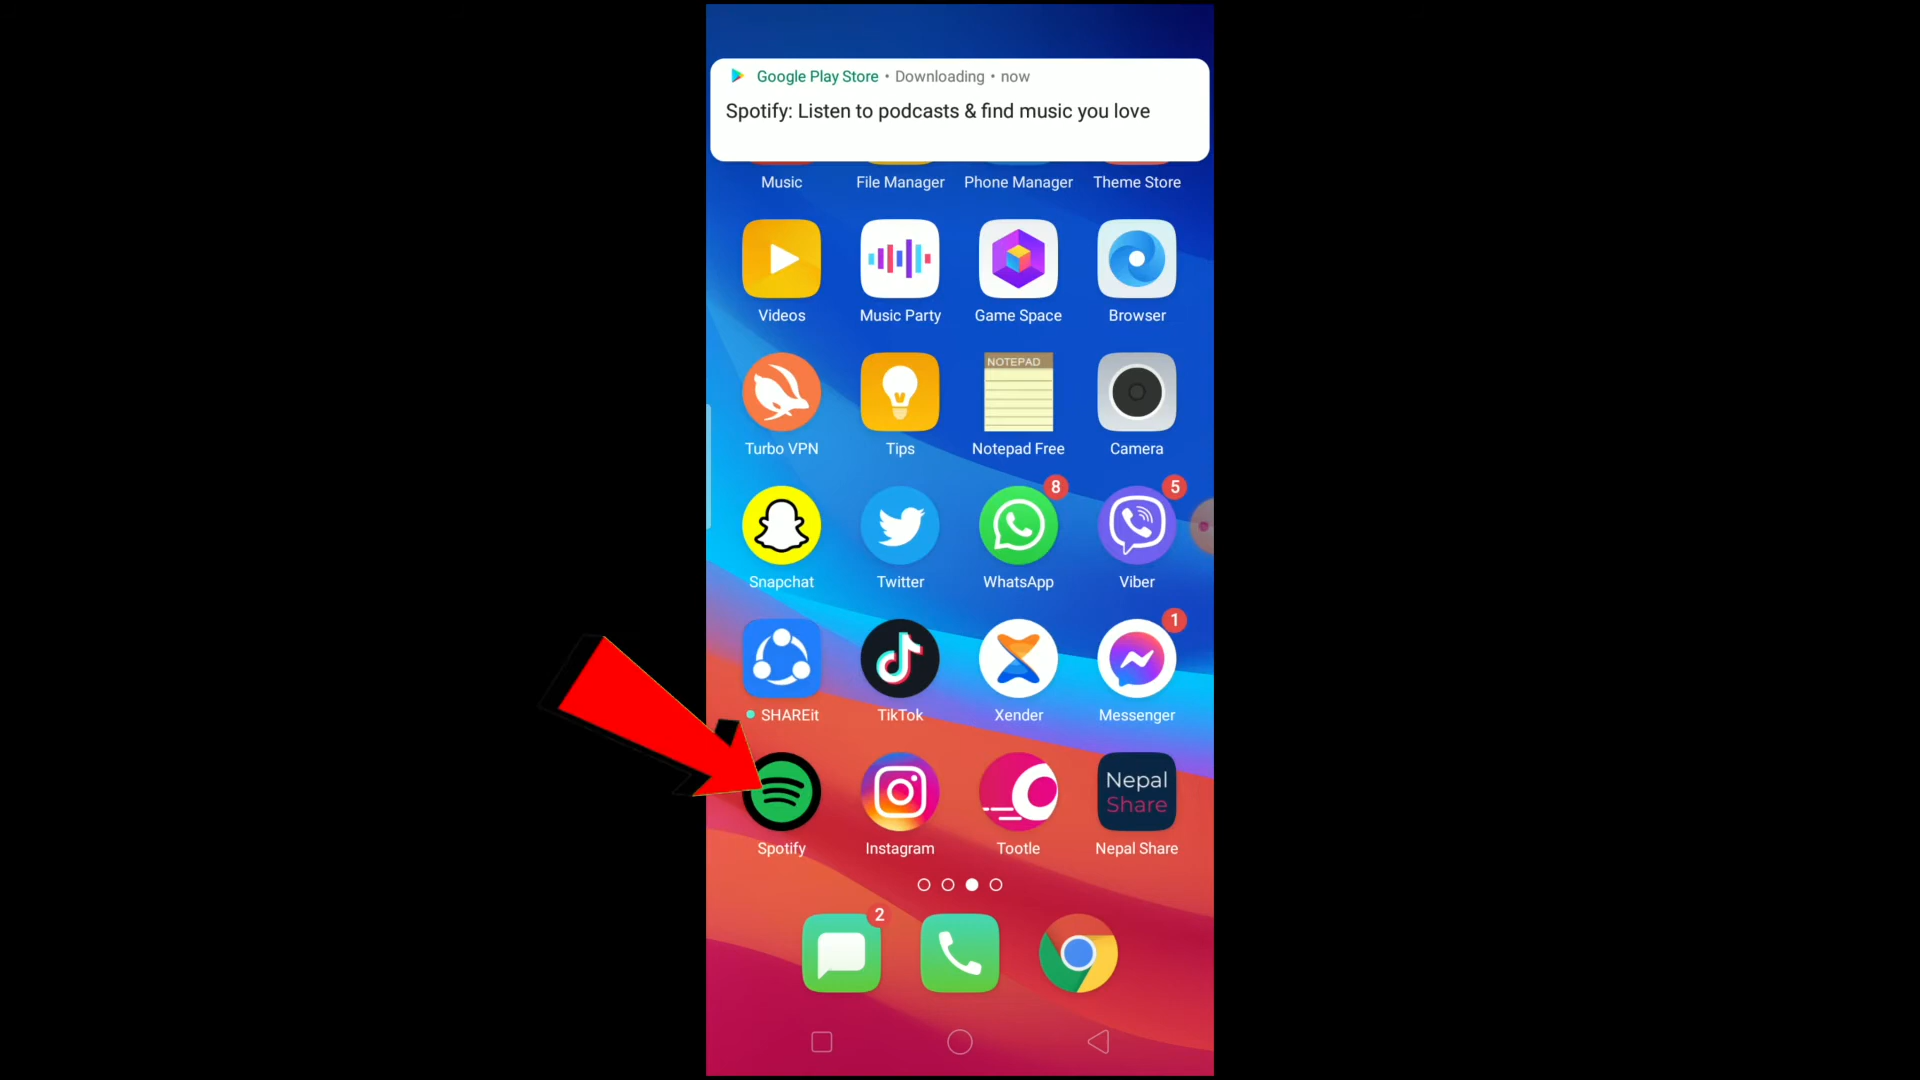 Google Play Store • Downloading • now
Spotify: Listen to podcasts & find music you love
Music File Manager Phone Manager Theme Store
Videos Music Party Game Space Browser
NOTEPAD
Turbo VPN Tips Notepad Free Camera
8 5
Snapchat Twitter WhatsApp Viber
1
SHAREit TikTok Xender Messenger
Nepal
Share
Spotify Instagram Tootle Nepal Share
2